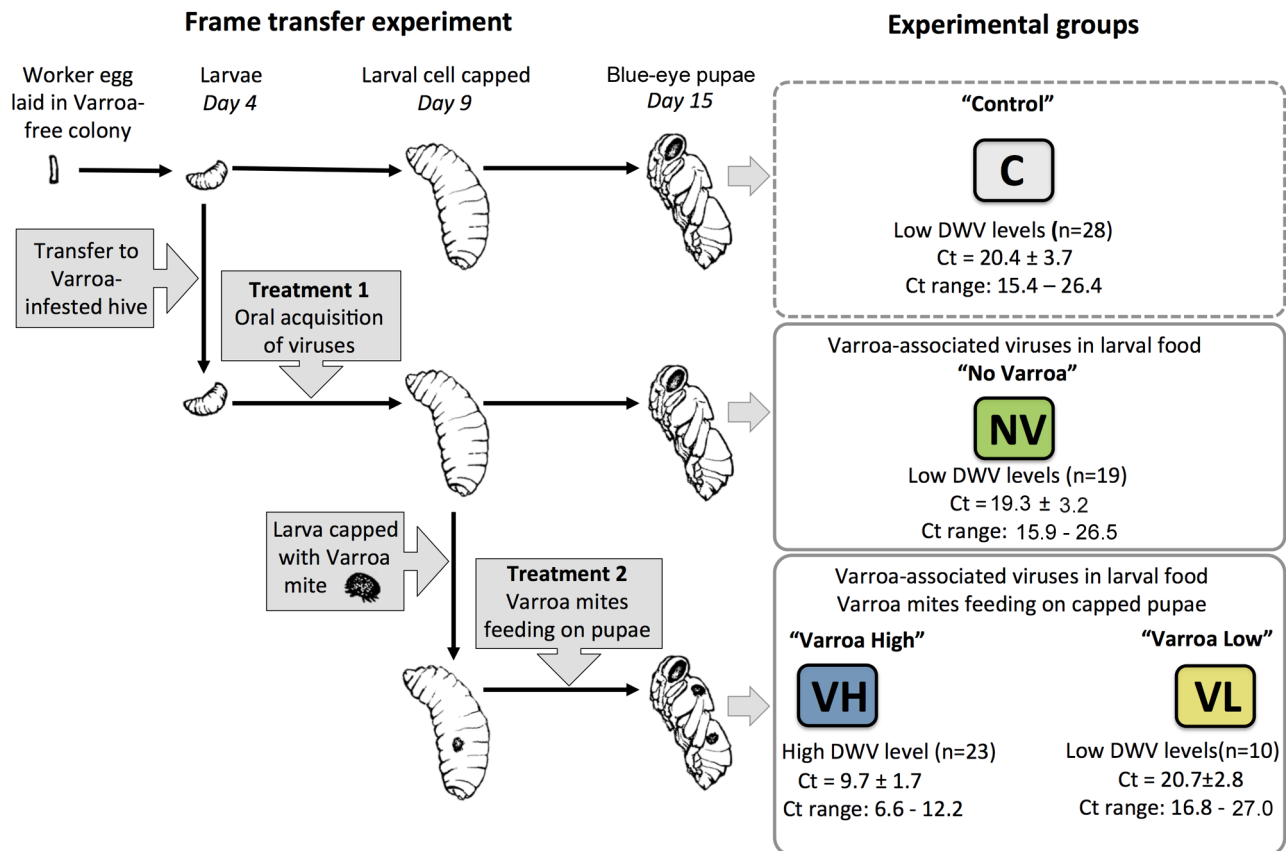 Frame transfer experiment
Experimental groups
Worker egg
laid in Varroa-
free colony
Larvae
Day 4
Larval cell capped
Day 9
Blue-eye pupae
Day 15
"Control"
C
Low DWV levels (n=28)
Ct = 20.4 ± 3.7
Ct range: 15.4 – 26.4
Transfer to
Varroa-
infested hive
Treatment 1
Oral acquisition
of viruses
Varroa-associated viruses in larval food
"No Varroa"
NV
Low DWV levels (n=19)
Ct = 19.3 ± 3.2
Ct range: 15.9 - 26.5
Larva capped
with Varroa
mite
Treatment 2
Varroa mites
feeding on pupae
Varroa-associated viruses in larval food
Varroa mites feeding on capped pupae
"Varroa High"
VH
High DWV level (n=23)
Ct = 9.7 ± 1.7
Ct range: 6.6 - 12.2
"Varroa Low"
VL
Low DWV levels(n=10)
Ct = 20.7±2.8
Ct range: 16.8 - 27.0